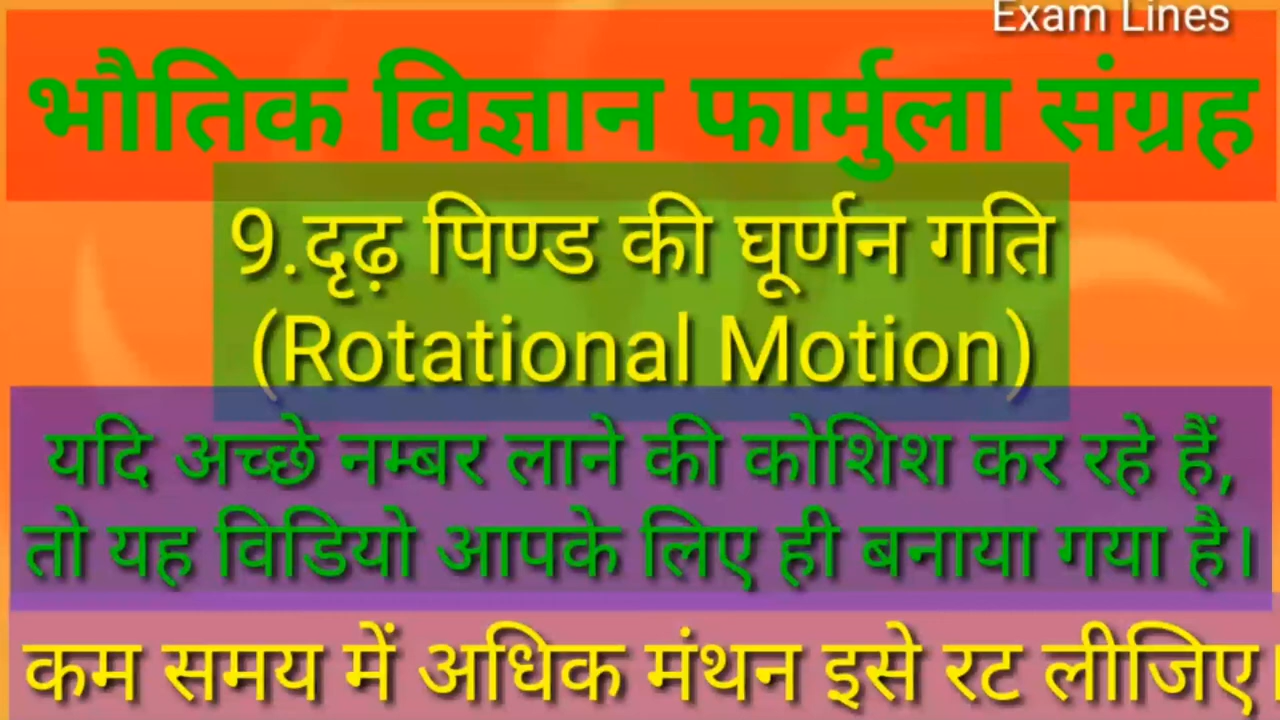 Exam Lines
भौतिक विज्ञान फार्मुला संग्रह
9.दृढ़ पिण्ड की घूर्णन गति
(Rotational Motion)
यदि अच्छे नम्बर लाने की कोशिश कर रहे हैं,
तो यह विडियो आपके लिए ही बनाया गया है।
कम समय में अधिक मंथन इसे रट लीजिए।